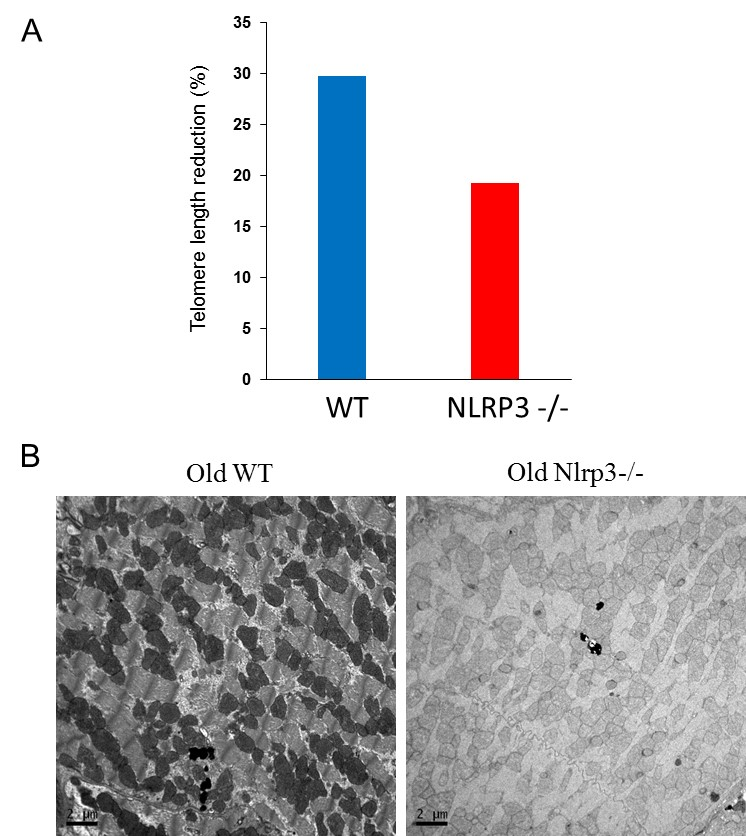 A
Telomere length reduction (%)
35
30
25
20
15
10
5
0
WT
NLRP3 -/-
B
Old WT
Old Nlrp3-/-
2 µm
2 µm